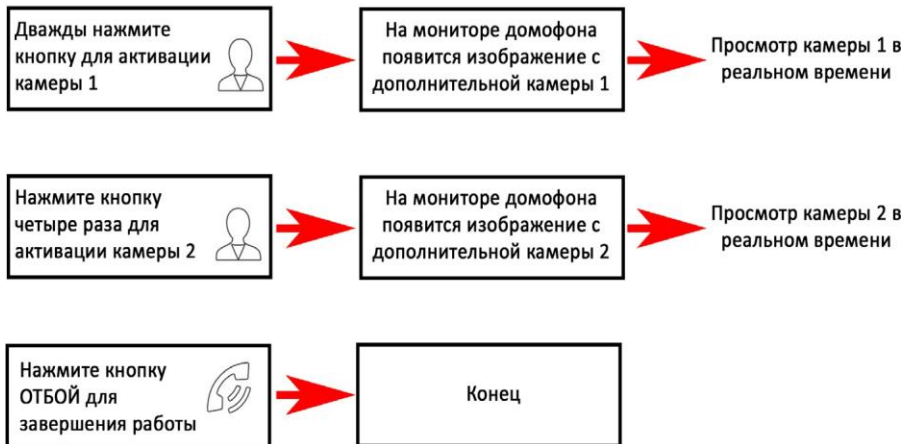 Дважды нажмите
кнопку для активации
камеры 1
На мониторе домофона
появится изображение с
дополнительной камеры 1
Просмотр камеры 1 в
реальном времени
Нажмите кнопку
четыре раза для
активации камеры 2
На мониторе домофона
появится изображение с
дополнительной камеры 2
Просмотр камеры 2 в
реальном времени
Нажмите кнопку
ОТБОЙ для
завершения работы
Конец